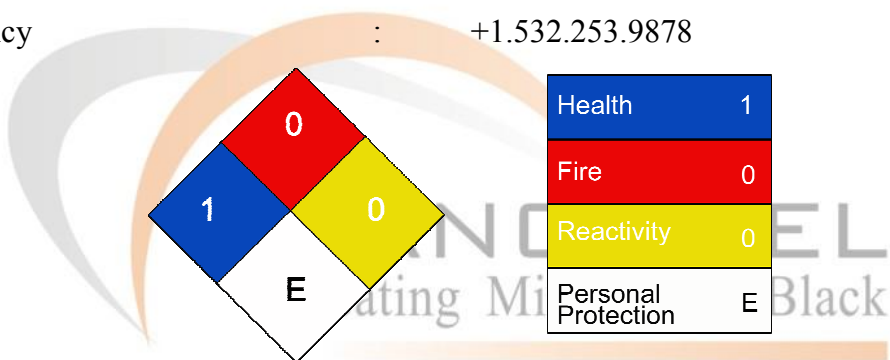 cy : +1.532.253.9878
0
1 0
E
Health 1
Fire 0
Reactivity 0
Personal
Protection E
ating Mi Black